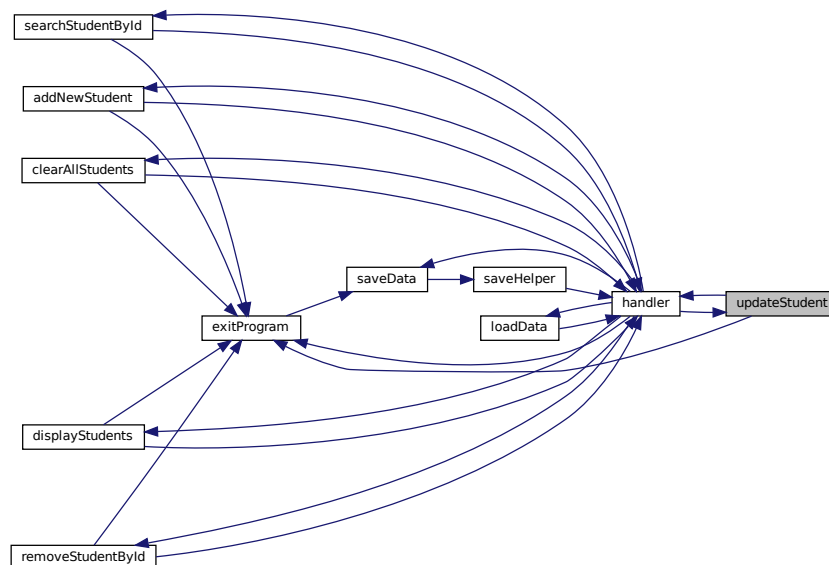 searchStudentById
addNewStudent
clearAllStudents
saveData
saveHelper
handler
updateStudent
exitProgram
loadData
displayStudents
removeStudentById